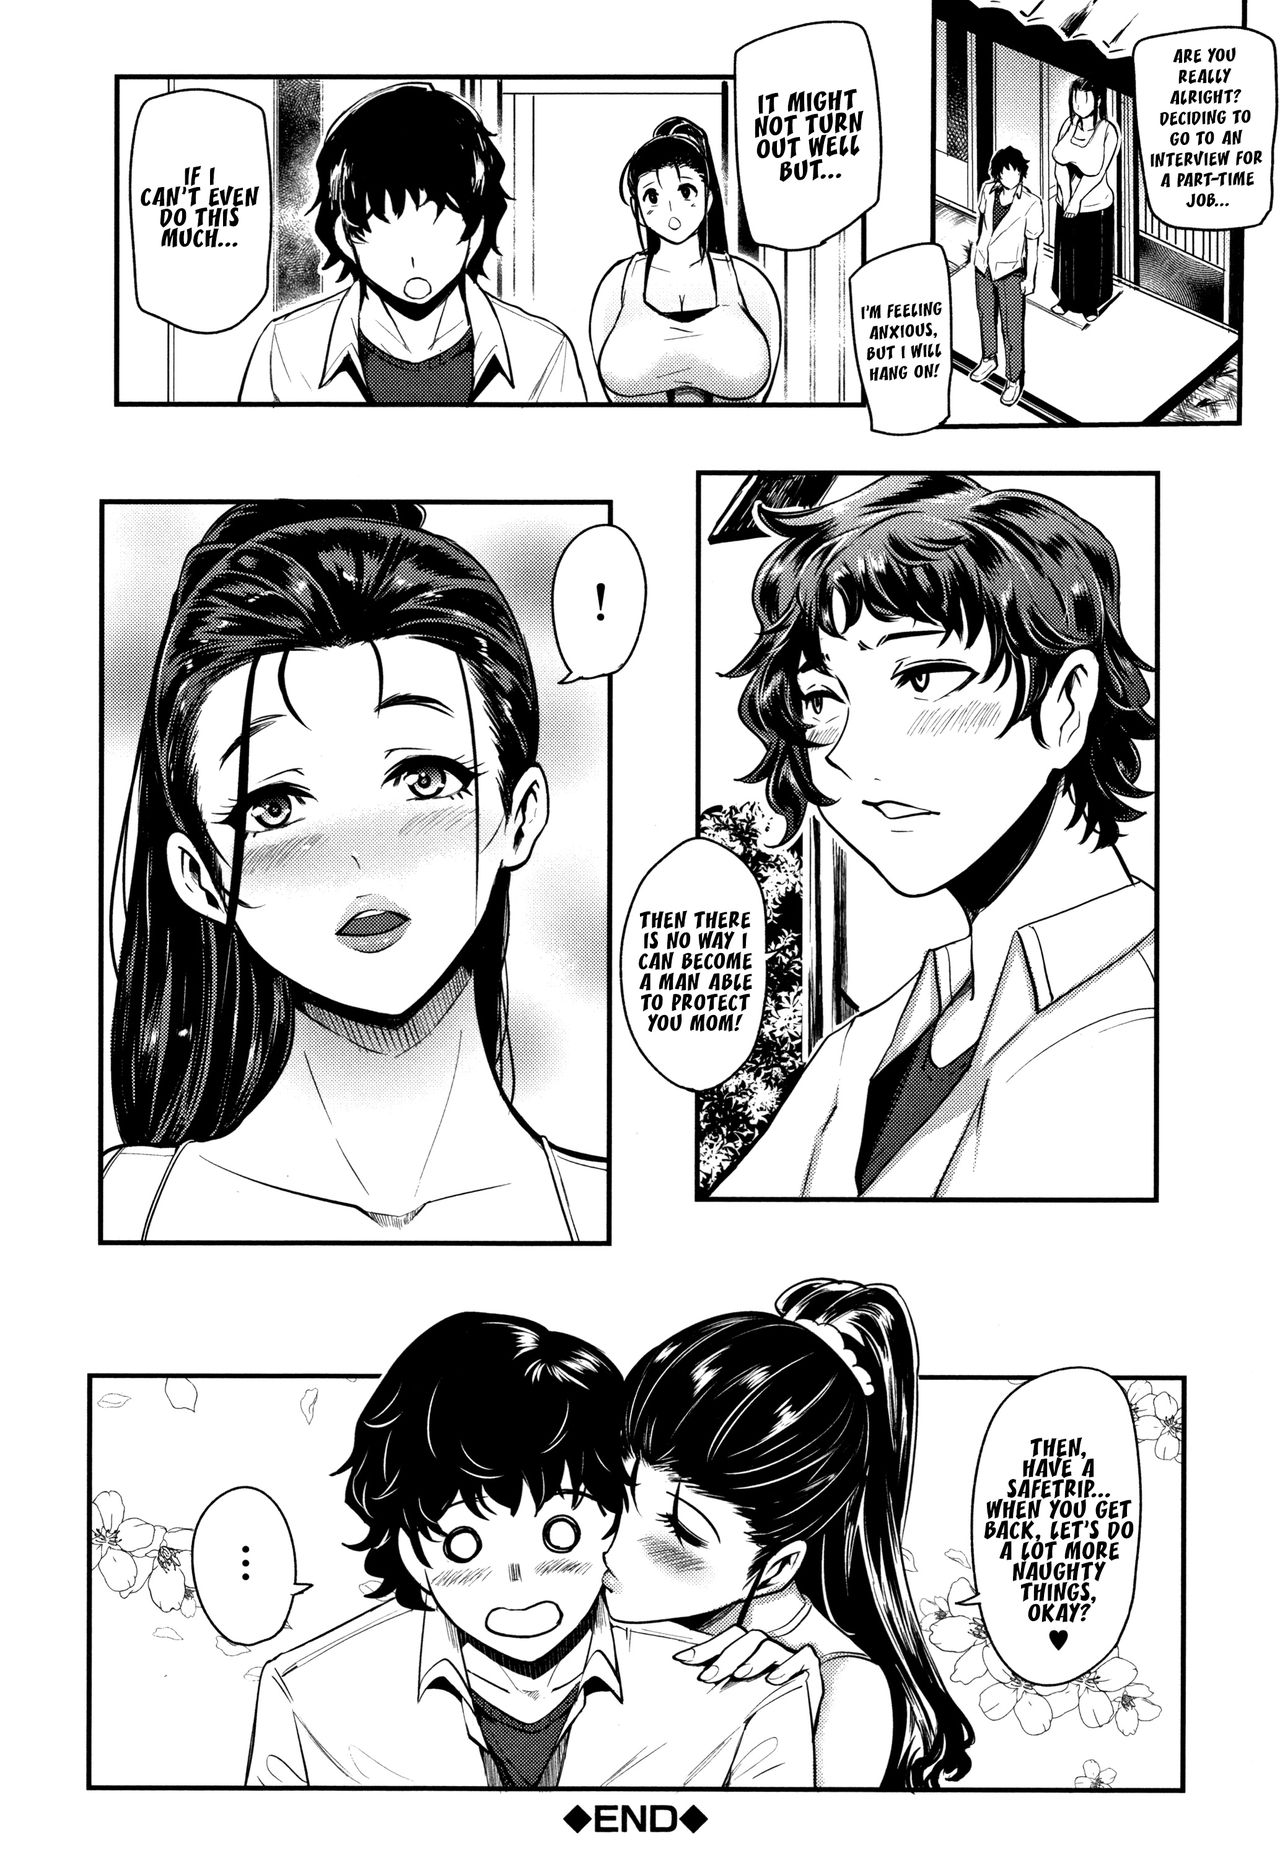 ARE YOU
REALLY
ALRIGHT?
DECIDING TO
GO TO AN
INTERVIEW FOR
A PART-TIME
JOB...
I'M FEELING
ANXIOUS,
BUT I WILL
HANG ON!
IT MIGHT
NOT TURN
OUT WELL
BUT...
IF I
CAN'T EVEN
DO THIS
MUCH...
THEN THERE
IS NO WAY I
CAN BECOME
A MAN ABLE
TO PROTECT
YOU MOM!
!
THEN,
HAVE A
SAFETRIP...
WHEN YOU GET
BACK, LET'S DO
A LOT MORE
NAUGHTY
THINGS,
OKAY?
♥
...
◆END◆